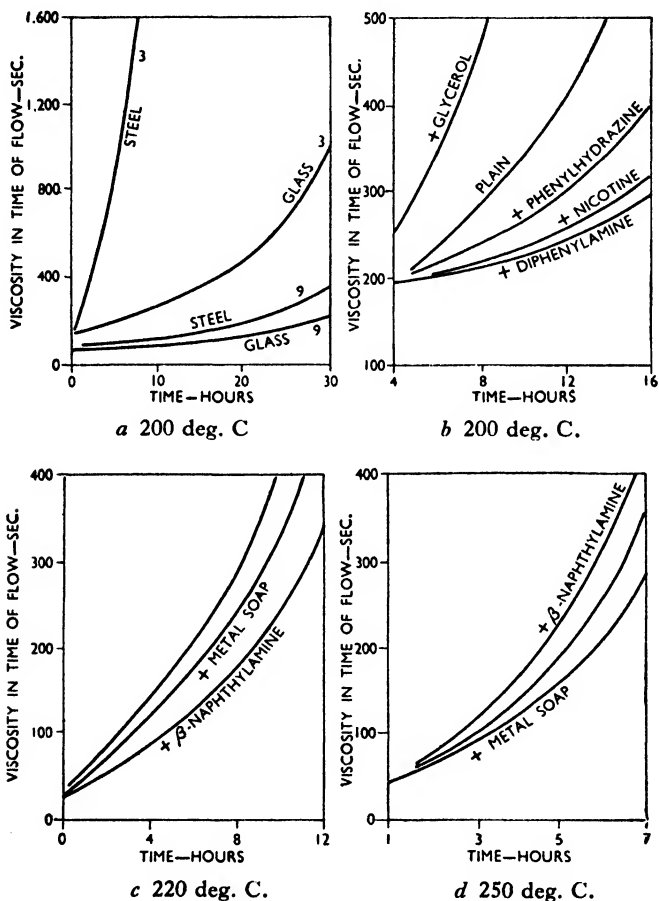 VISCOSITY IN TIME OF FLOW—SEC.
1,600
1,200
800
400
0
3
STEEL
3
GLASS
9
STEEL
GLASS 9
0 10 20 30
TIME—HOURS
a 200 deg. C
VISCOSITY IN TIME OF FLOW—SEC.
500
400
300
200
100
+ GLYCEROL
PLAIN
+ PHENYLHYDRAZINE
+ NICOTINE
+ DIPHENYLAMINE
4 8 12 16
TIME—HOURS
b 200 deg. C.
VISCOSITY IN TIME OF FLOW—SEC.
400
300
200
100
0
+ METAL SOAP
+ β-NAPHTHYLAMINE
0 4 8 12
TIME—HOURS
c 220 deg. C.
VISCOSITY IN TIME OF FLOW—SEC.
400
300
200
100
0
+ β-NAPHTHYLAMINE
+ METAL SOAP
1 3 5 7
TIME—HOURS
d 250 deg. C.